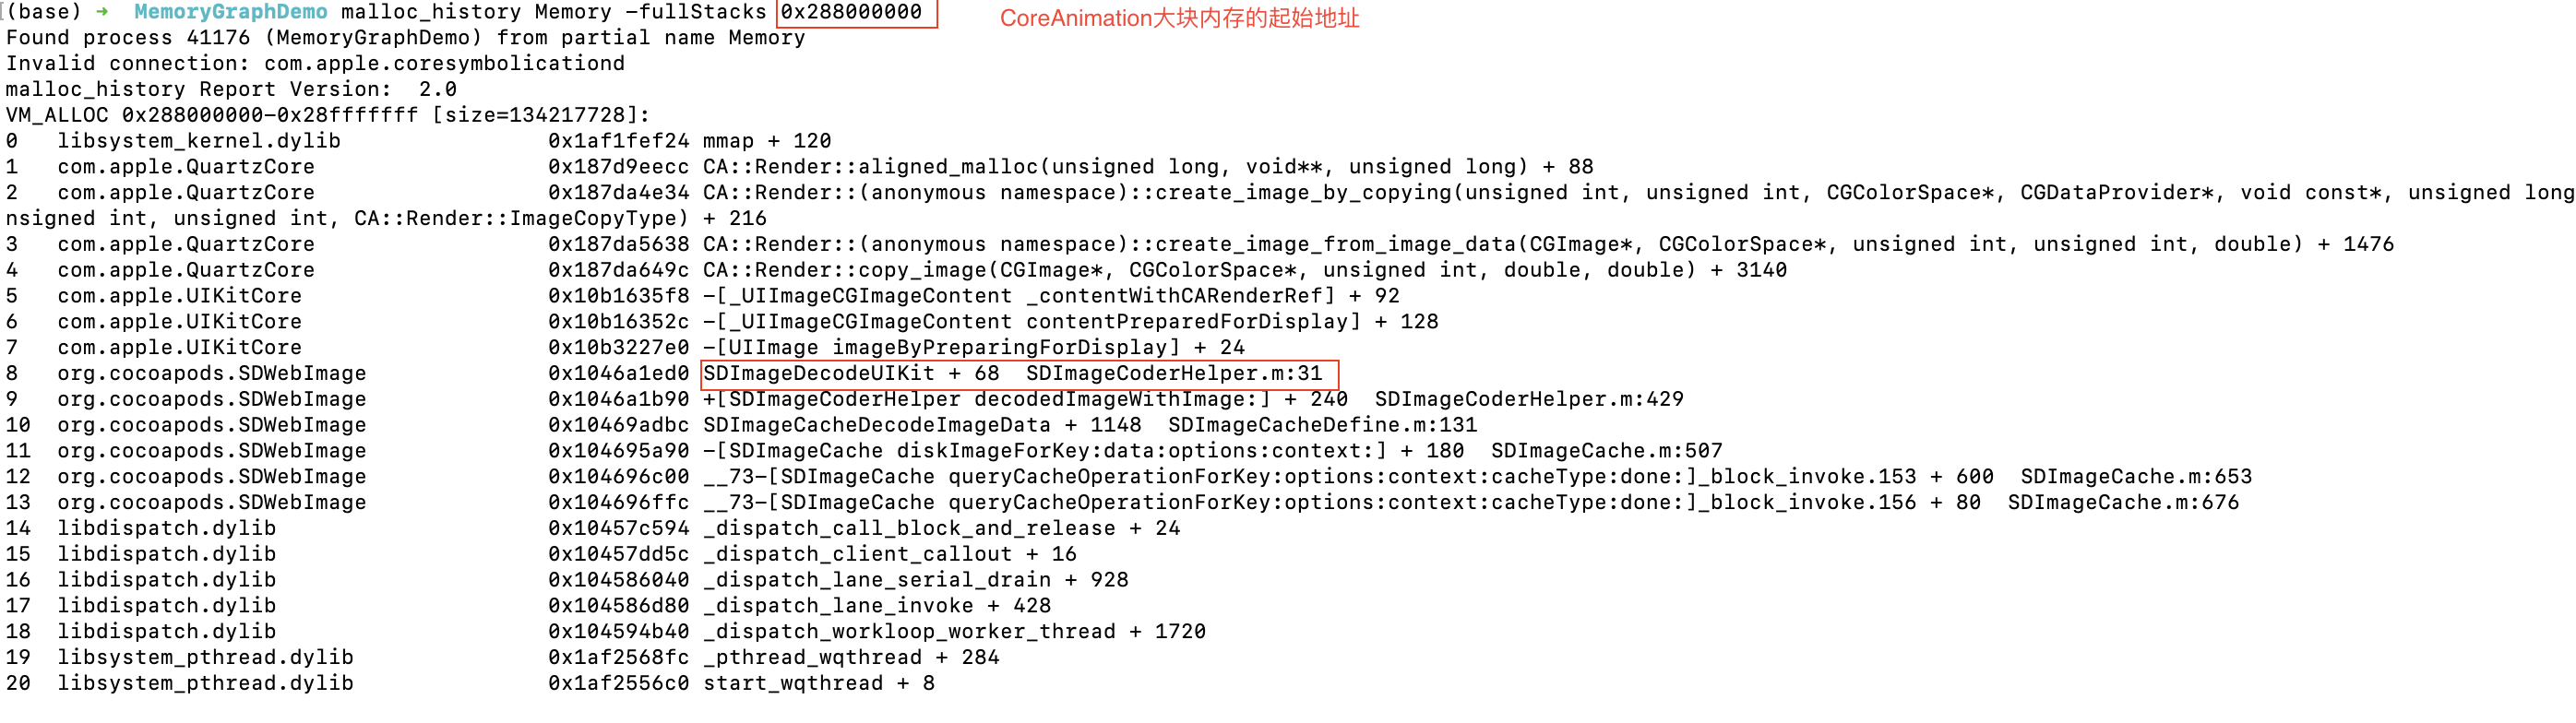 (base) → MemoryGraphDemo malloc_history Memory -fullStacks 0x288000000 CoreAnimation大块内存的起始地址
Found process 41176 (MemoryGraphDemo) from partial name Memory
Invalid connection: com.apple.coresymbolicationd
malloc_history Report Version:  2.0
VM_ALLOC 0x288000000-0x28fffffff [size=134217728]:
0   libsystem_kernel.dylib                0x1af1fef24 mmap + 120
1   com.apple.QuartzCore                  0x187d9eecc CA::Render::aligned_malloc(unsigned long, void**, unsigned long) + 88
2   com.apple.QuartzCore                  0x187da4e34 CA::Render::(anonymous namespace)::create_image_by_copying(unsigned int, unsigned int, CGColorSpace*, CGDataProvider*, void const*, unsigned long
nsigned int, unsigned int, CA::Render::ImageCopyType) + 216
3   com.apple.QuartzCore                  0x187da5638 CA::Render::(anonymous namespace)::create_image_from_image_data(CGImage*, CGColorSpace*, unsigned int, unsigned int, double) + 1476
4   com.apple.QuartzCore                  0x187da649c CA::Render::copy_image(CGImage*, CGColorSpace*, unsigned int, double, double) + 3140
5   com.apple.UIKitCore                   0x10b1635f8 -[_UIImageCGImageContent _contentWithCARenderRef] + 92
6   com.apple.UIKitCore                   0x10b16352c -[_UIImageCGImageContent contentPreparedForDisplay] + 128
7   com.apple.UIKitCore                   0x10b3227e0 -[UIImage imageByPreparingForDisplay] + 24
8   org.cocoapods.SDWebImage              0x1046a1ed0 SDImageDecodeUIKit + 68  SDImageCoderHelper.m:31
9   org.cocoapods.SDWebImage              0x1046a1b90 +[SDImageCoderHelper decodedImageWithImage:] + 240  SDImageCoderHelper.m:429
10  org.cocoapods.SDWebImage              0x10469adbc SDImageCacheDecodeImageData + 1148  SDImageCacheDefine.m:131
11  org.cocoapods.SDWebImage              0x104695a90 -[SDImageCache diskImageForKey:data:options:context:] + 180  SDImageCache.m:507
12  org.cocoapods.SDWebImage              0x104696c00 __73-[SDImageCache queryCacheOperationForKey:options:context:cacheType:done:]_block_invoke.153 + 600  SDImageCache.m:653
13  org.cocoapods.SDWebImage              0x104696ffc __73-[SDImageCache queryCacheOperationForKey:options:context:cacheType:done:]_block_invoke.156 + 80  SDImageCache.m:676
14  libdispatch.dylib                     0x10457c594 _dispatch_call_block_and_release + 24
15  libdispatch.dylib                     0x10457dd5c _dispatch_client_callout + 16
16  libdispatch.dylib                     0x104586040 _dispatch_lane_serial_drain + 928
17  libdispatch.dylib                     0x104586d80 _dispatch_lane_invoke + 428
18  libdispatch.dylib                     0x104594b40 _dispatch_workloop_worker_thread + 1720
19  libsystem_pthread.dylib               0x1af2568fc _pthread_wqthread + 284
20  libsystem_pthread.dylib               0x1af2556c0 start_wqthread + 8